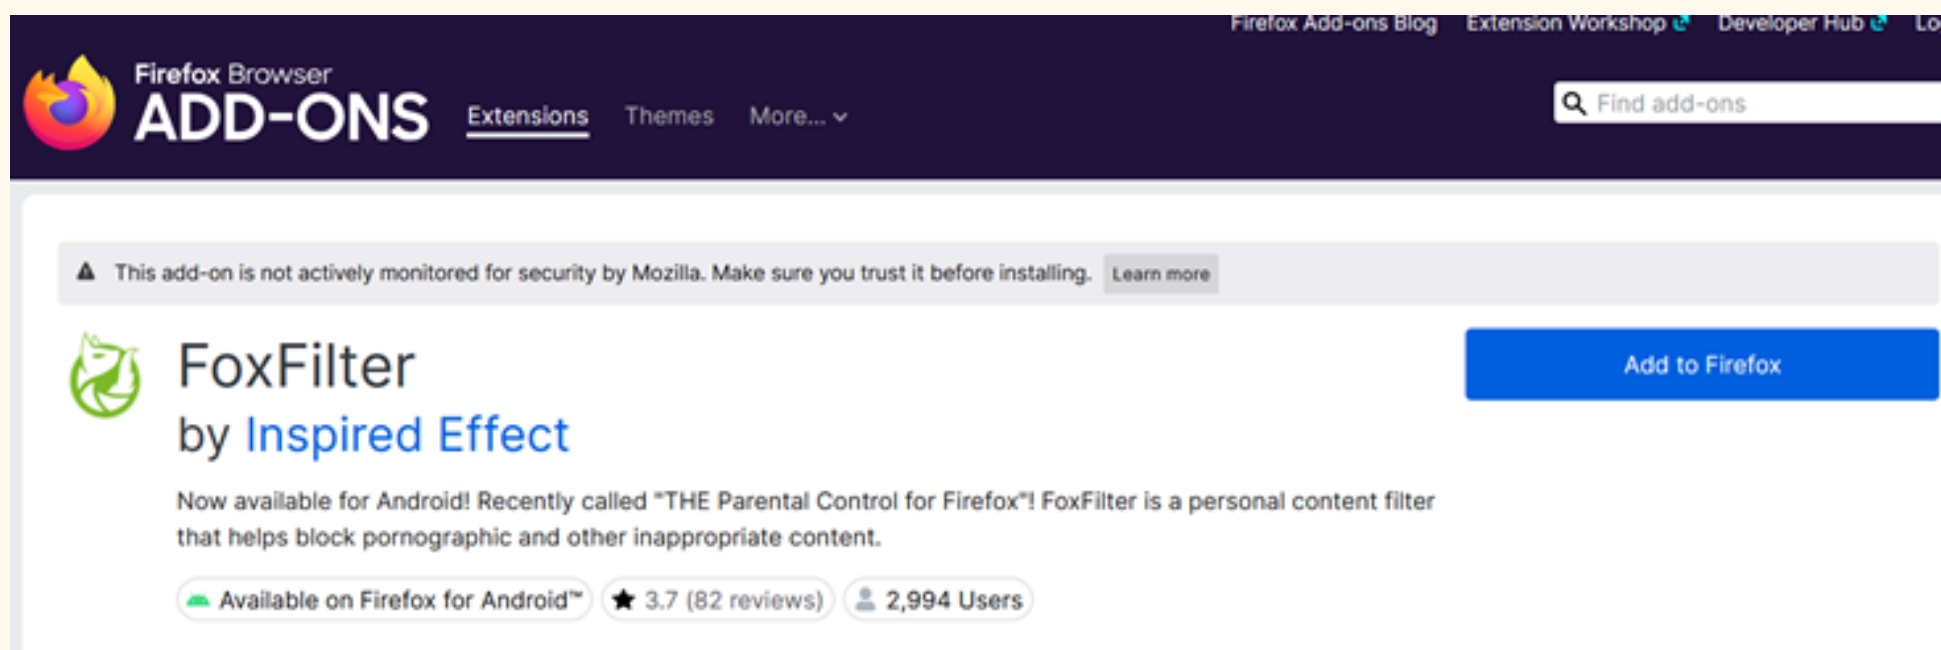 Firefox Add-ons Blog Extension Workshop Developer Hub Lo
Firefox Browser
ADD-ONS
Extensions Themes More...
Find add-ons
This add-on is not actively monitored for security by Mozilla. Make sure you trust it before installing. Learn more
FoxFilter
by Inspired Effect
Add to Firefox
Now available for Android! Recently called "THE Parental Control for Firefox"! FoxFilter is a personal content filter
that helps block pornographic and other inappropriate content.
Available on Firefox for Android™ 3.7 (82 reviews) 2,994 Users